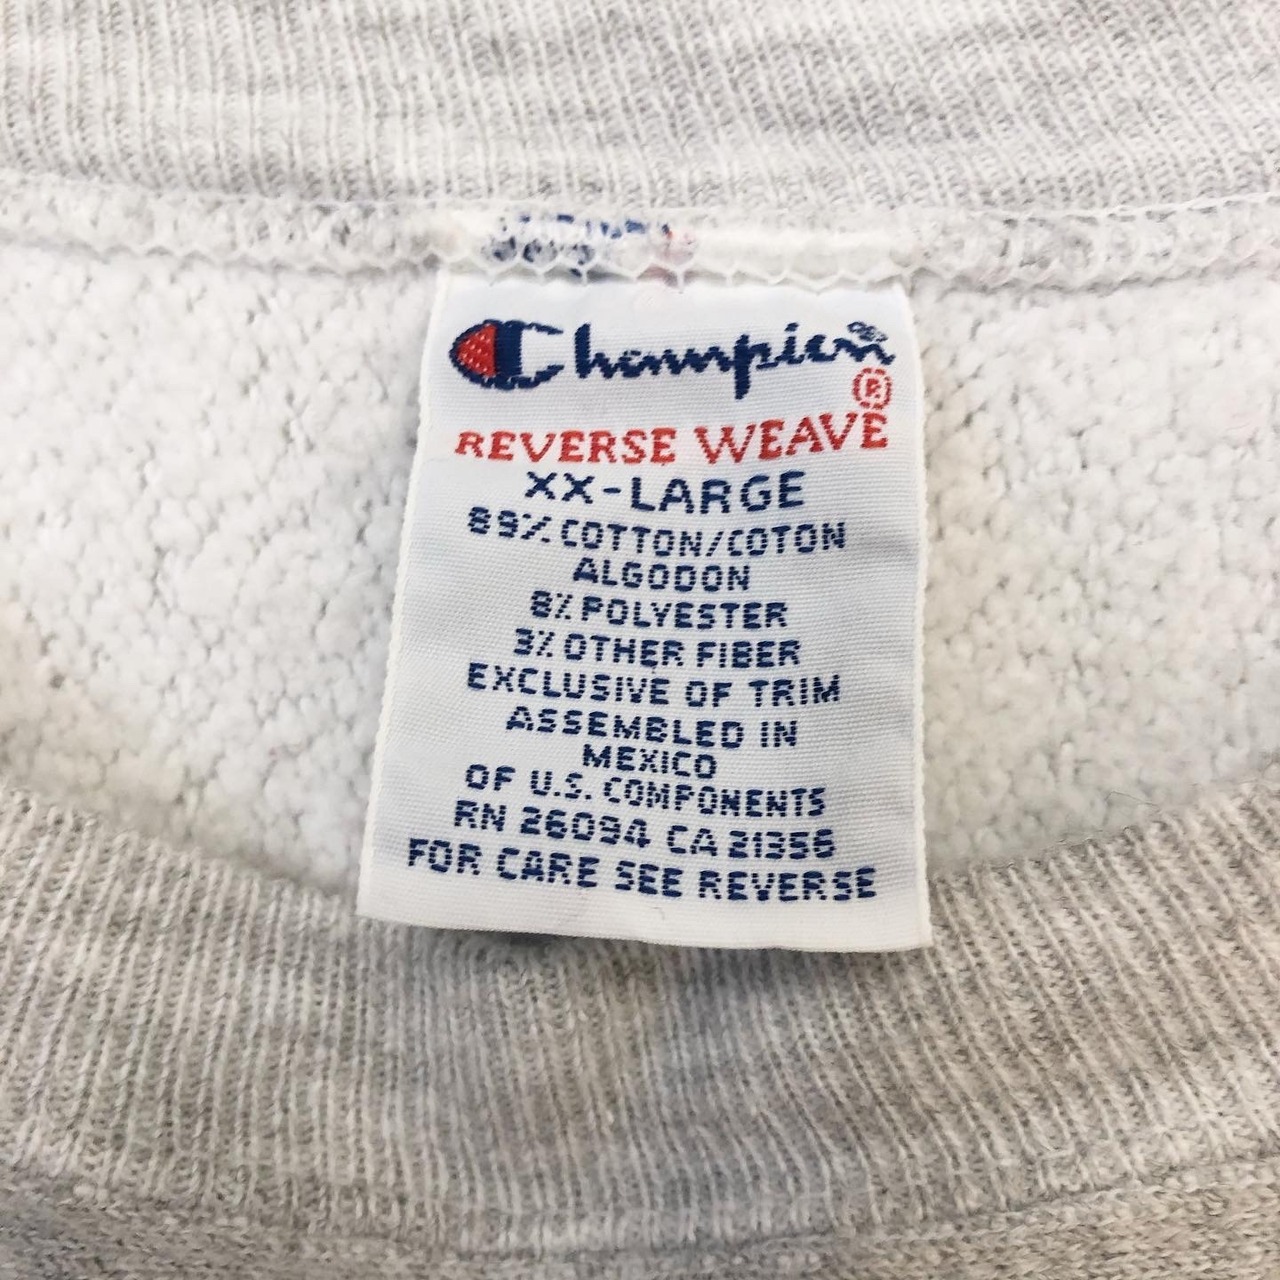 Champion
®
REVERSE WEAVE
XX-LARGE
89% COTTON/COTON
ALGODON
8% POLYESTER
3% OTHER FIBER
EXCLUSIVE OF TRIM
ASSEMBLED IN
MEXICO
OF U.S. COMPONENTS
RN 26094 CA 21356
FOR CARE SEE REVERSE